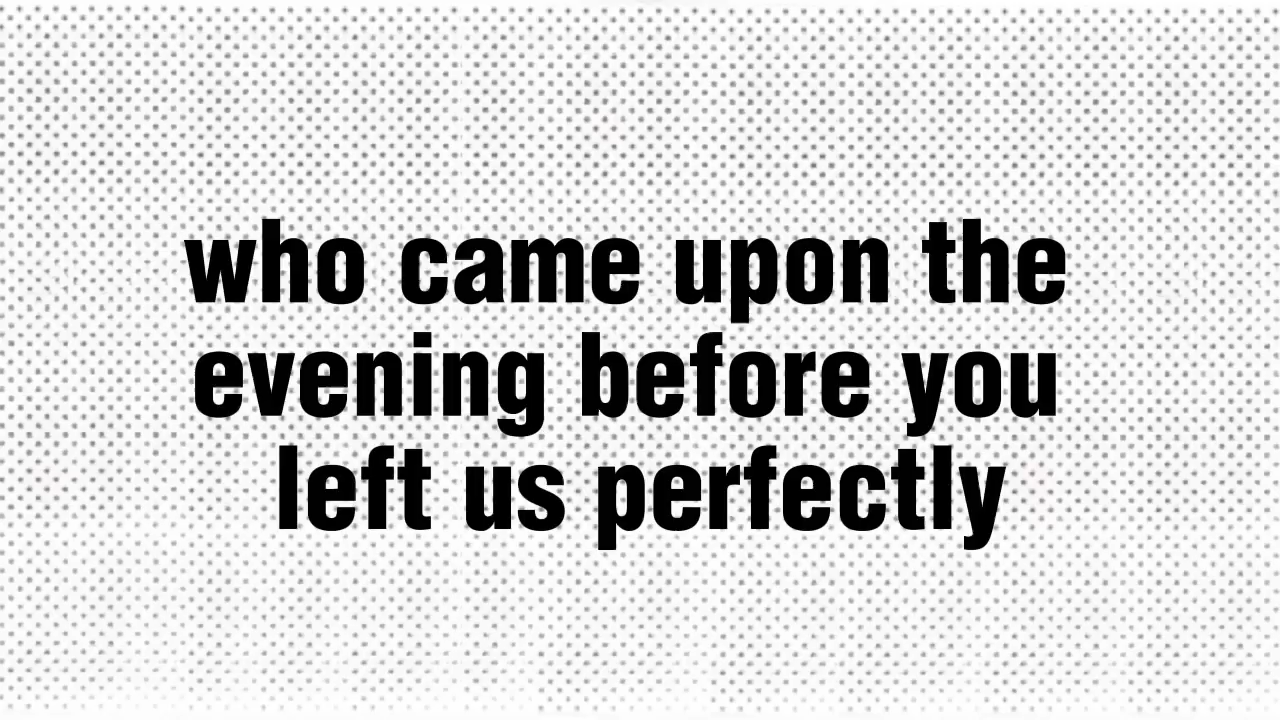 who came upon the
evening before you
left us perfectly